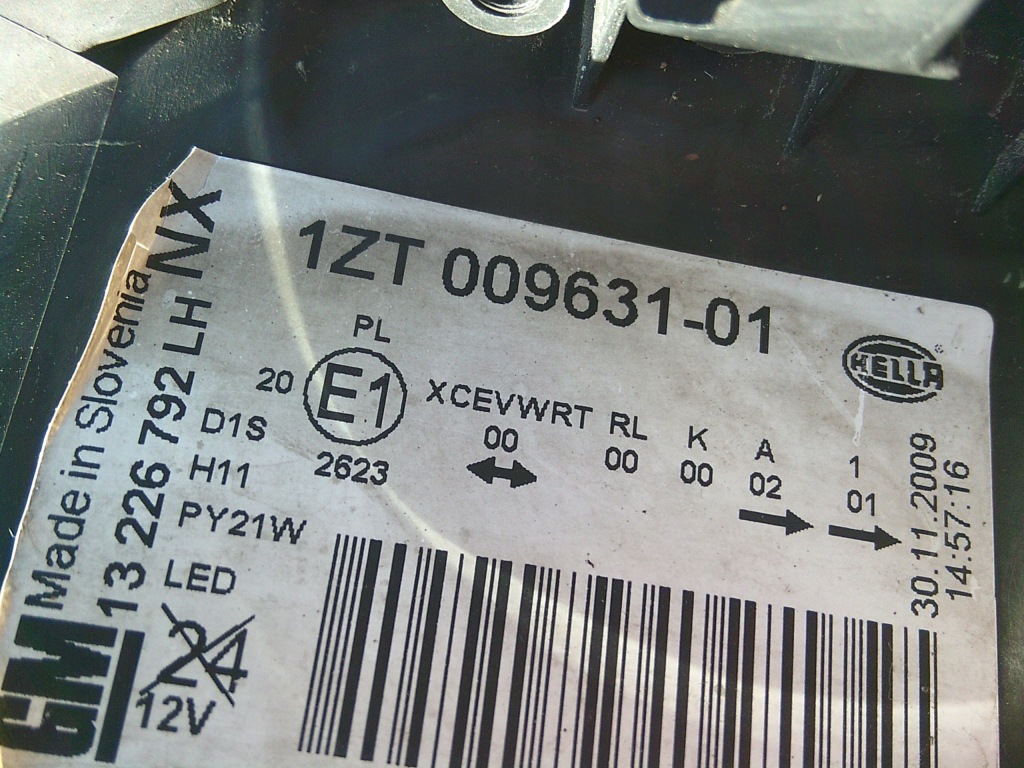 1ZT 009631-01
PL
20 E1 XCEVWRT RL K A 1
2623 00 00 00 02 01
HELLA
30.11.2009
14:57:16
GM
Made in Slovenia
13 226 792 LH NX
D1S
H11
PY21W
LED
24
12V